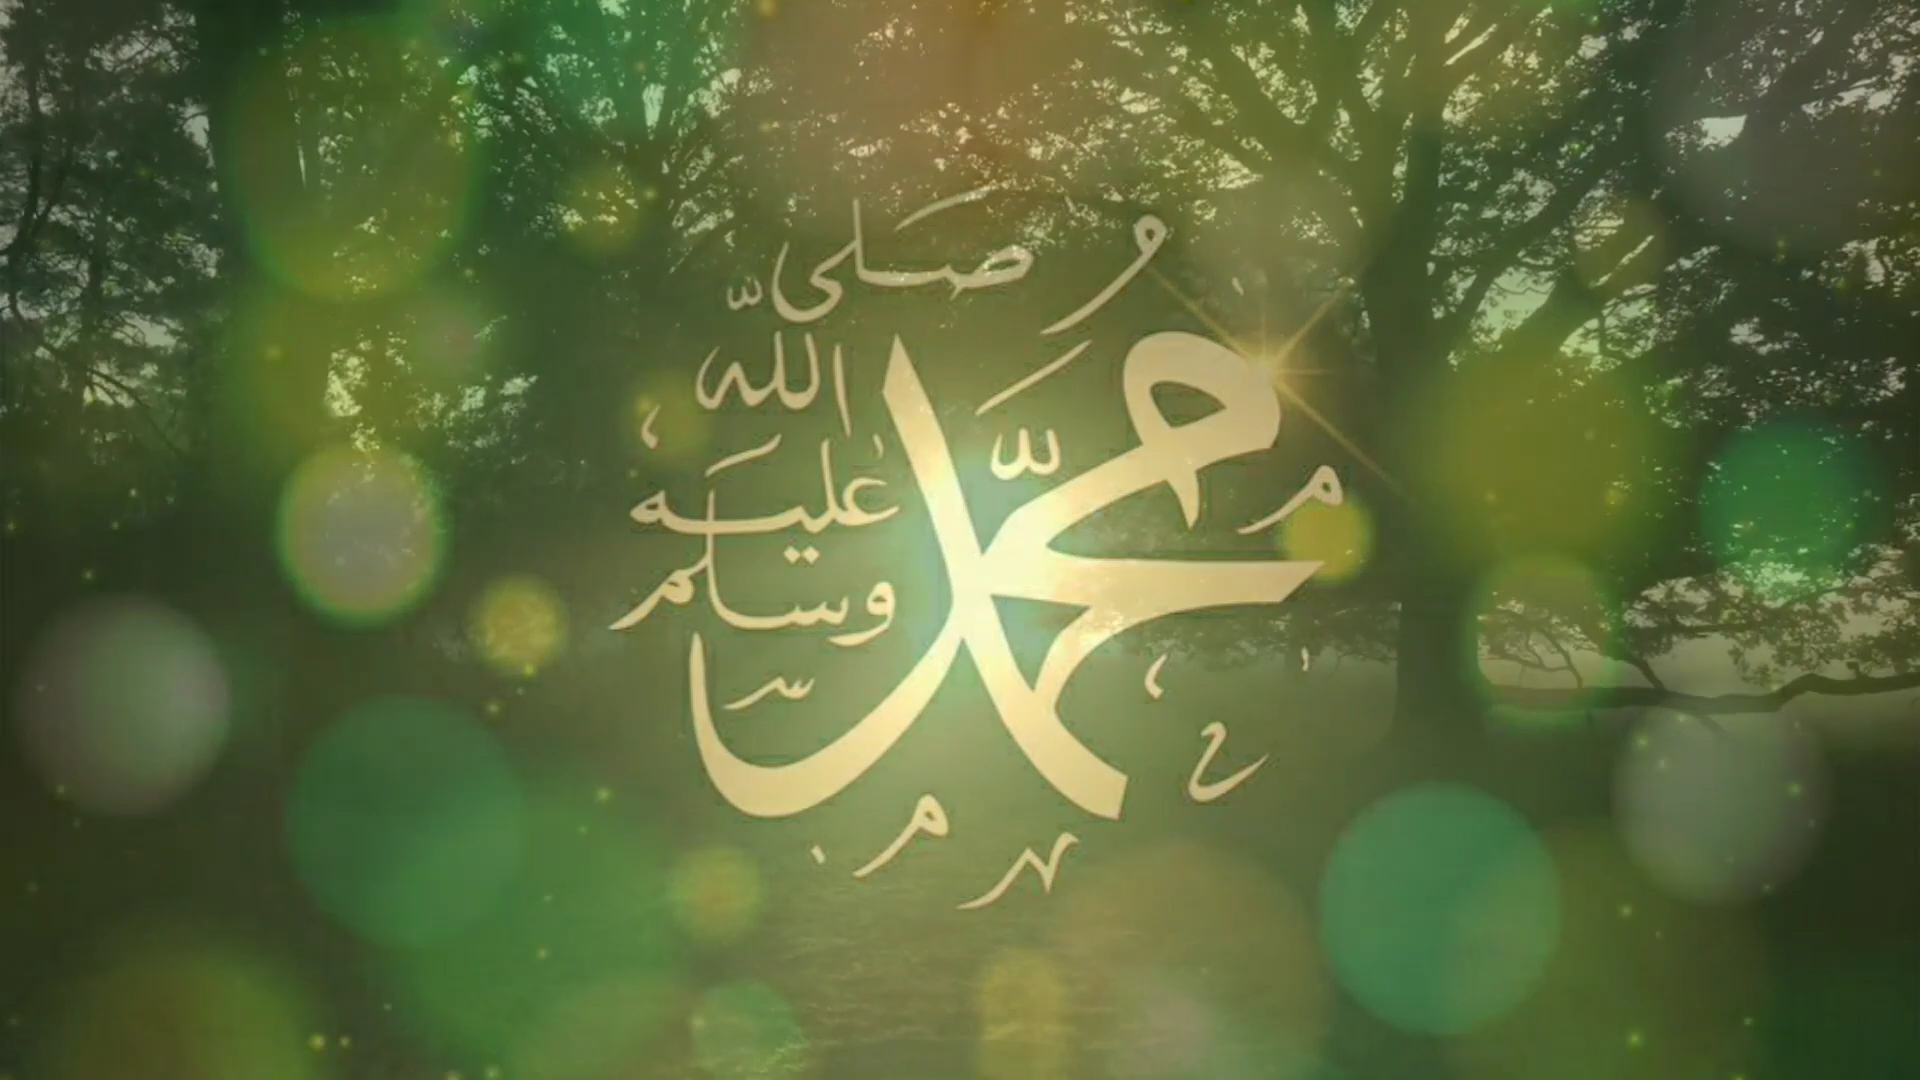 محمد
صلى
الله
عليه
وسلم